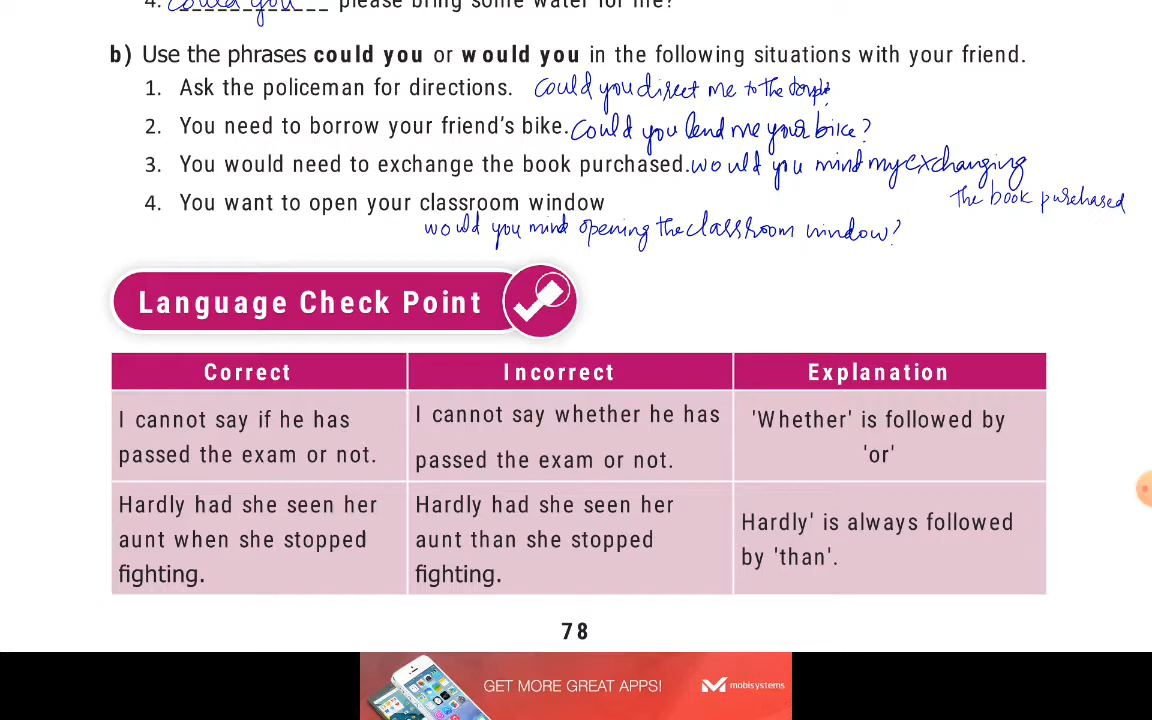 4. Could you please bring some water for me?
b) Use the phrases could you or would you in the following situations with your friend.
1. Ask the policeman for directions. Could you direct me to the
2. You need to borrow your friend's bike. Could you lend me your bike?
3. You would need to exchange the book purchased. would you mind my exchanging
the book purchased
4. You want to open your classroom window
would you mind opening the classroom window?
Language Check Point
Correct Incorrect Explanation
I cannot say if he has
passed the exam or not.
I cannot say whether he has
passed the exam or not.
'Whether' is followed by
'or'
Hardly had she seen her
aunt when she stopped
fighting.
Hardly had she seen her
aunt than she stopped
fighting.
Hardly' is always followed
by 'than'.
78
GET MORE GREAT APPS!
mobisystems